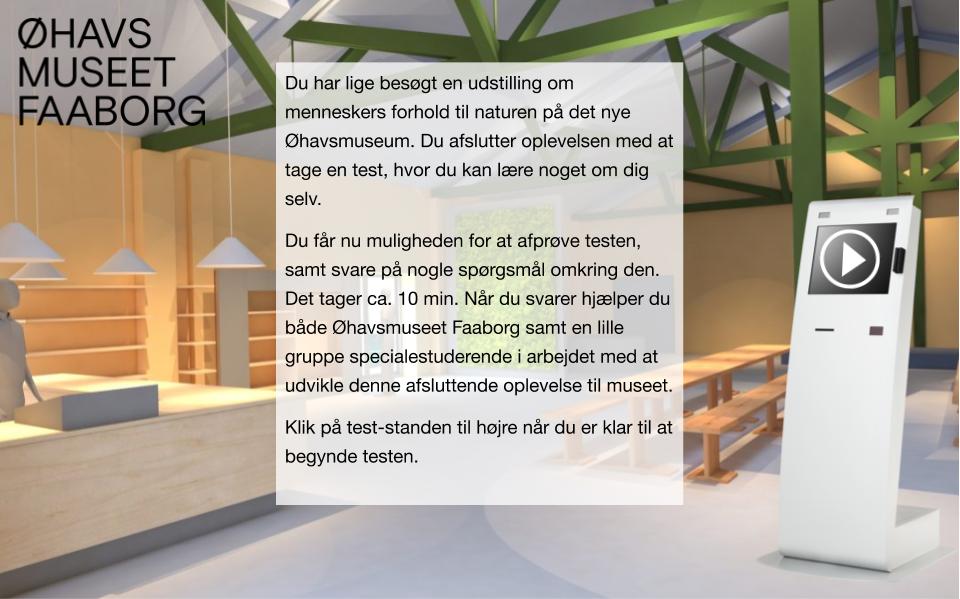 ØHAVS
MUSEET
FAABORG
Du har lige besøgt en udstilling om
menneskers forhold til naturen på det nye
Øhavsmuseum. Du afslutter oplevelsen med at
tage en test, hvor du kan lære noget om dig
selv.
Du får nu muligheden for at afprøve testen,
samt svare på nogle spørgsmål omkring den.
Det tager ca. 10 min. Når du svarer hjælper du
både Øhavsmuseet Faaborg samt en lille
gruppe specialestuderende i arbejdet med at
udvikle denne afsluttende oplevelse til museet.
Klik på test-standen til højre når du er klar til at
begynde testen.